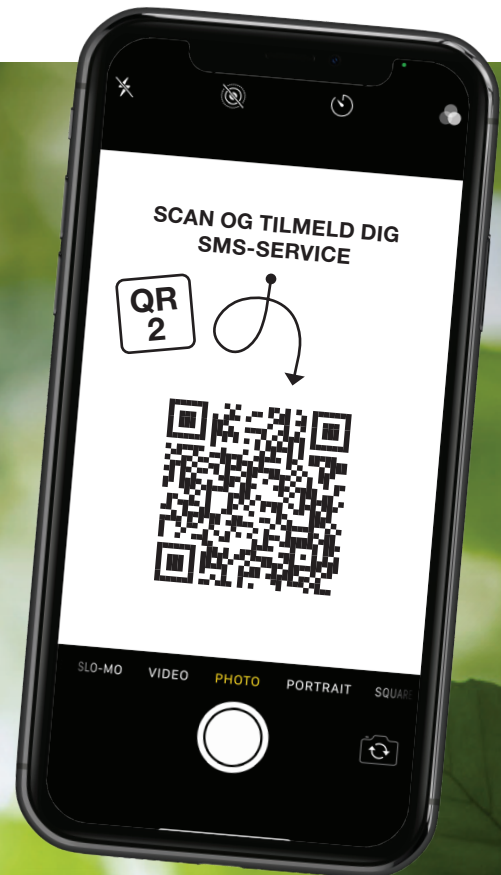 SCAN OG TILMELD DIG
SMS-SERVICE
QR
2
SLO-MO VIDEO PHOTO PORTRAIT SQUARE